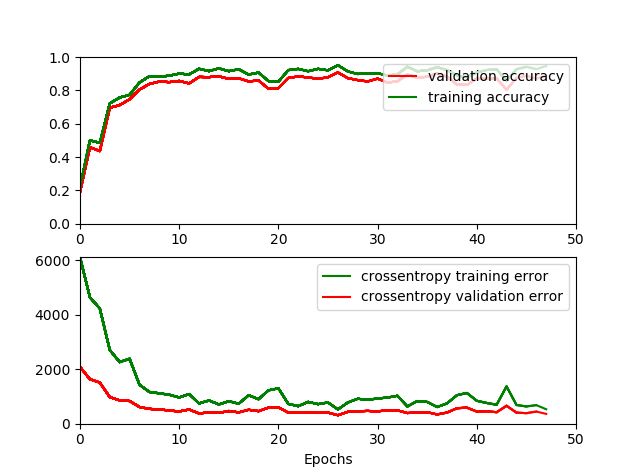 1.0
0.8
0.6
0.4
0.2
0.0
validation accuracy
training accuracy
0 10 20 30 40 50
6000
4000
2000
0
crossentropy training error
crossentropy validation error
0 10 20 30 40 50
Epochs